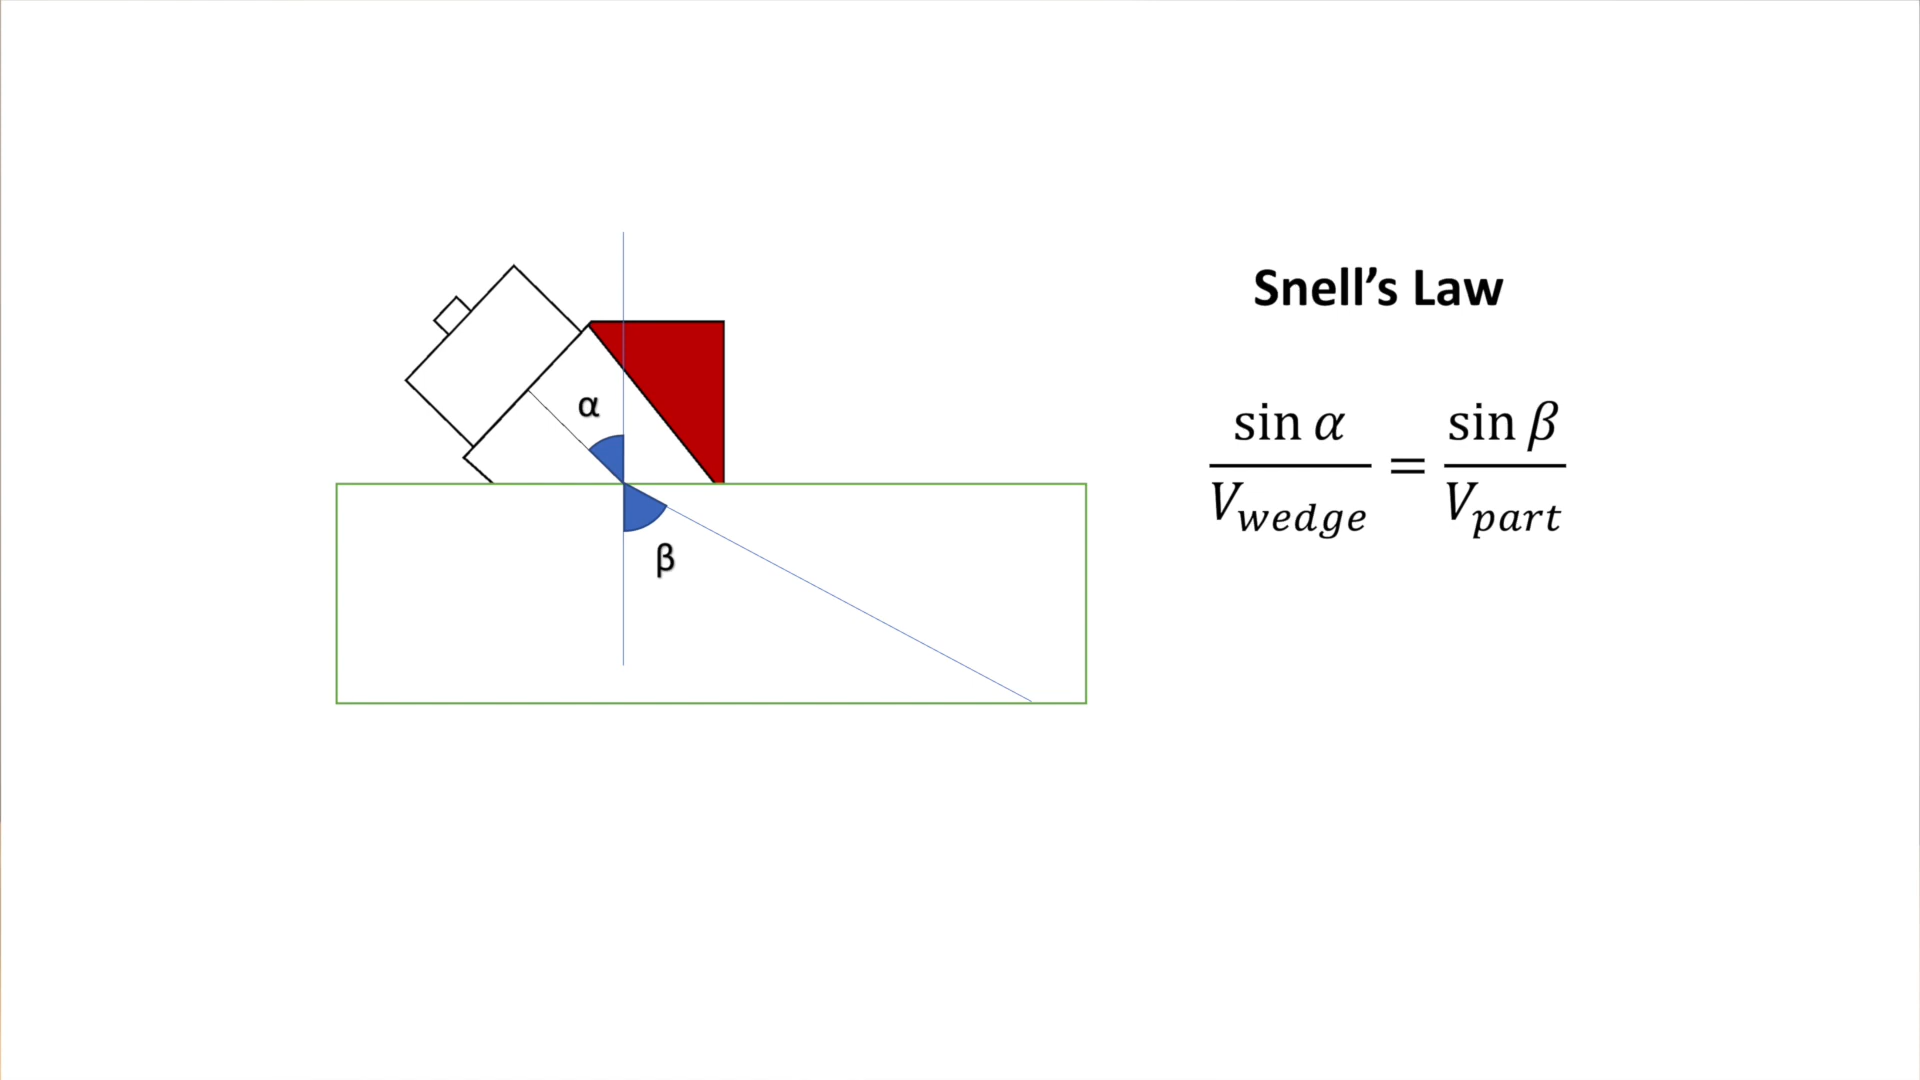 α
β
Snell’s Law
sin α / V_wedge = sin β / V_part